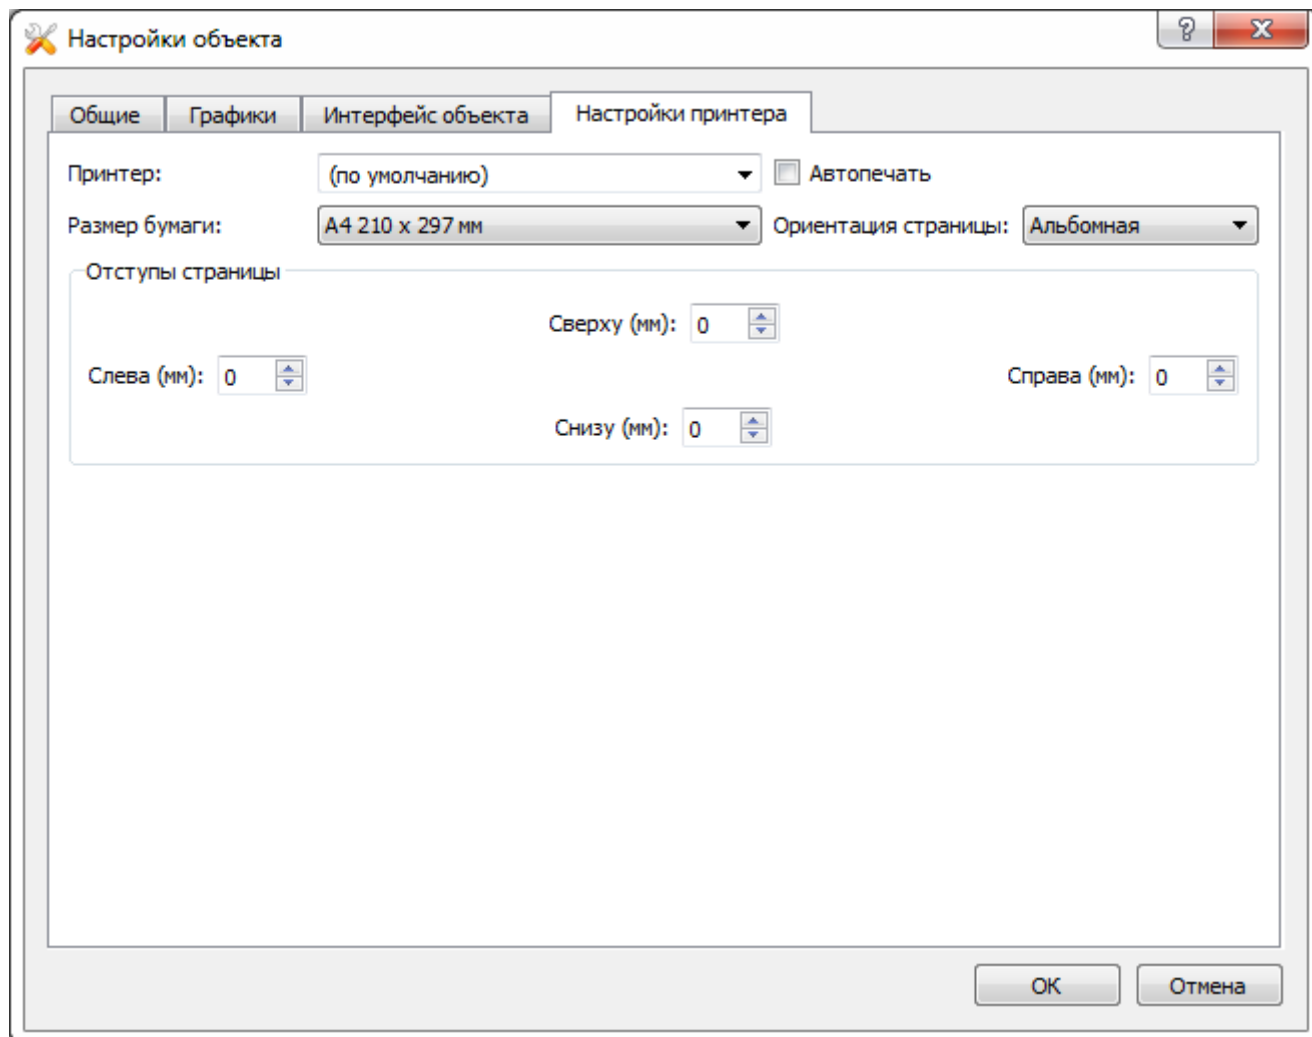 Настройки объекта
?
Общие Графики Интерфейс объекта Настройки принтера
Принтер: (по умолчанию) Автопечать
Размер бумаги: A4 210 x 297 мм Ориентация страницы: Альбомная
Отступы страницы
Сверху (мм): 0
Слева (мм): 0 Справа (мм): 0
Снизу (мм): 0
ОК Отмена